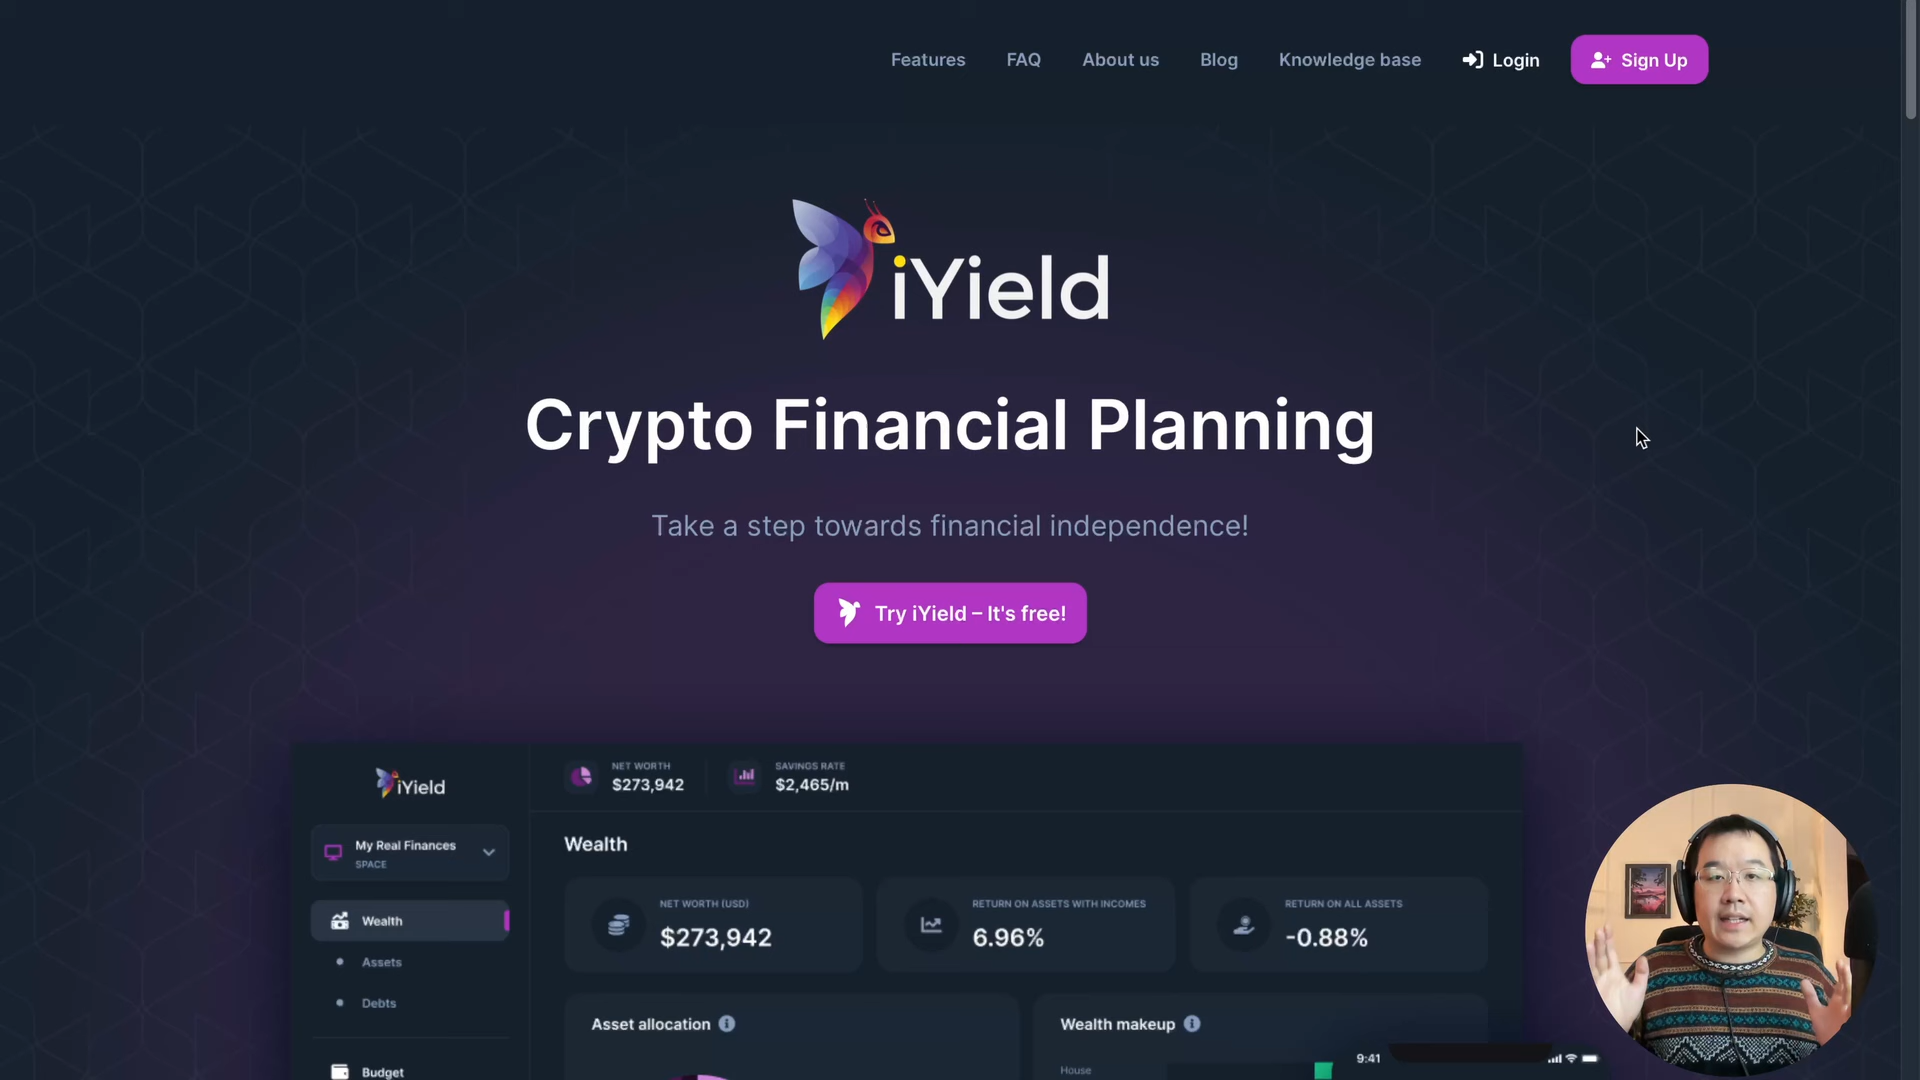 Features
FAQ
About us
Blog
Knowledge base
Login
Sign Up
iYield
Crypto Financial Planning
Take a step towards financial independence!
Try iYield – It's free!
iYield
NET WORTH
$273,942
SAVINGS RATE
$2,465/m
My Real Finances
SPACE
Wealth
Assets
Debts
Budget
Wealth
NET WORTH (USD)
$273,942
RETURN ON ASSETS WITH INCOMES
6.96%
RETURN ON ALL ASSETS
-0.88%
Asset allocation
Wealth makeup
House
9:41